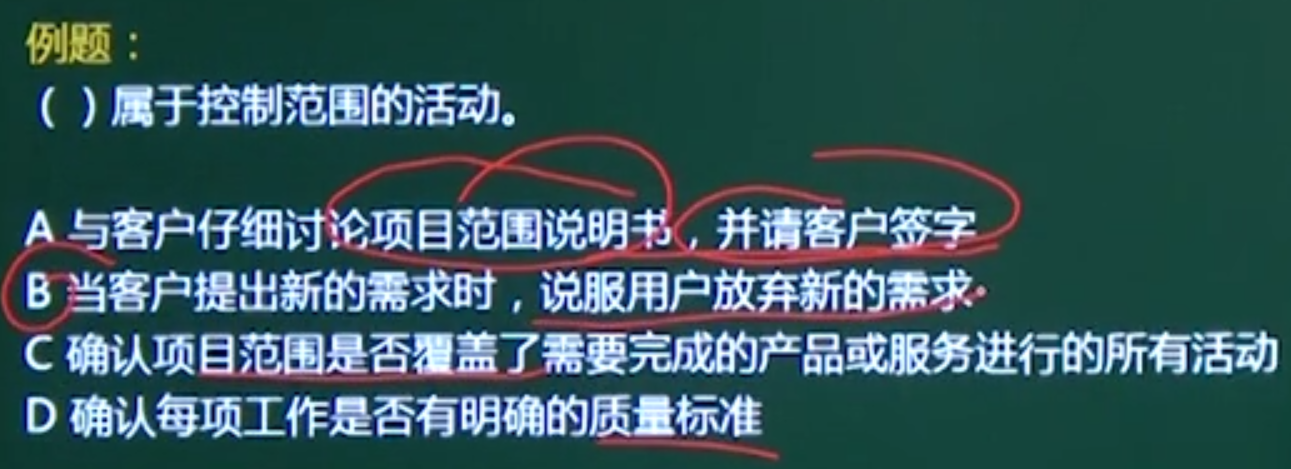 例题：
（ ）属于控制范围的活动。
A 与客户仔细讨论项目范围说明书，并请客户签字
B 当客户提出新的需求时，说服用户放弃新的需求
C 确认项目范围是否覆盖了需要完成的产品或服务进行的所有活动
D 确认每项工作是否有明确的质量标准